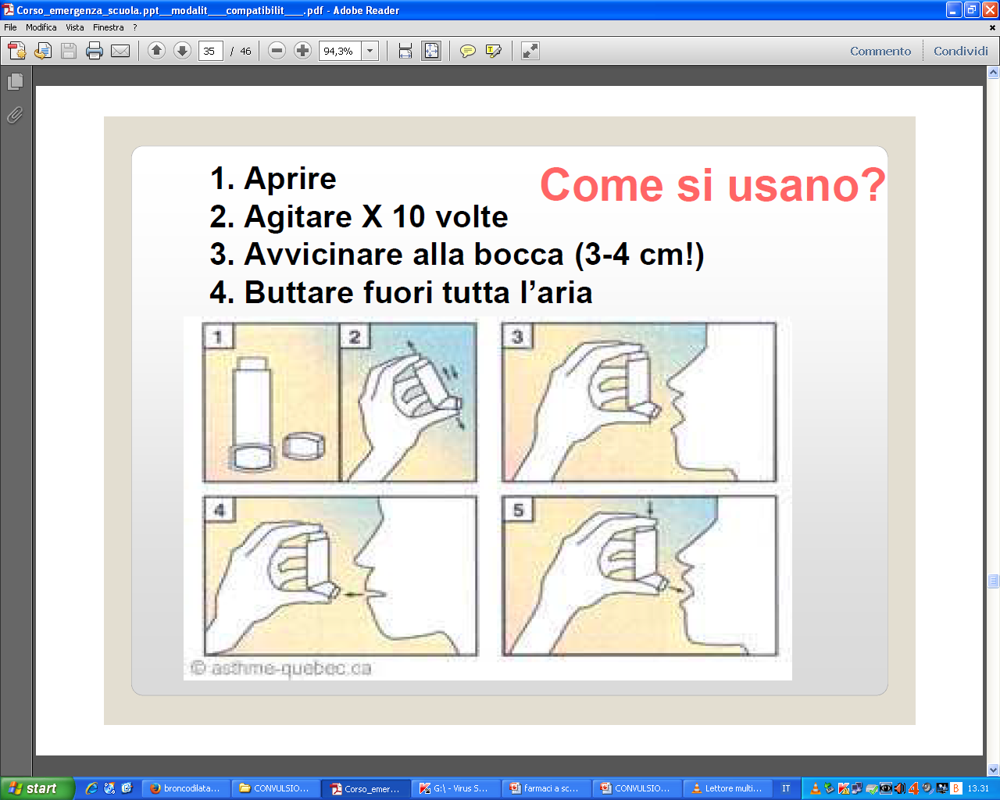 Corso_emergenza_scuola.ppt__modalit___compatibilit___.pdf - Adobe Reader
File Modifica Vista Finestra ?
35 / 46 94,3% Commento Condividi
Come si usano?
1. Aprire
2. Agitare X 10 volte
3. Avvicinare alla bocca (3-4 cm!)
4. Buttare fuori tutta l’aria
1 2 3
4 5
© asthme-quebec.ca
start broncodilata... CONVULSIO... Corso_emer... G:\ - Virus S... farmaci a sc... CONVULSIO... Lettore multi... IT 13.31